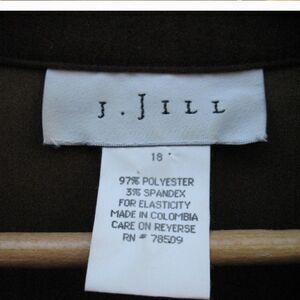 J. JILL
18
97% POLYESTER
3% SPANDEX
FOR ELASTICITY
MADE IN COLOMBIA
CARE ON REVERSE
RN # 78509